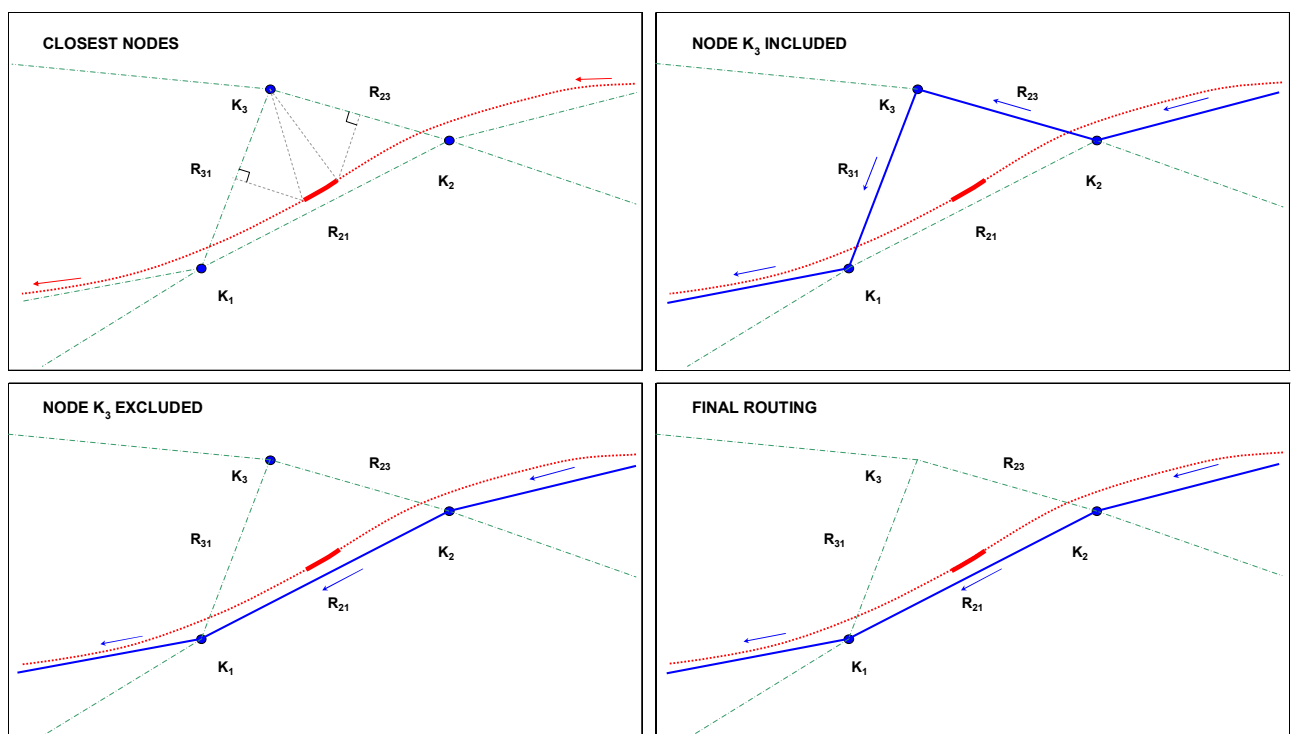 CLOSEST NODES
K3
R23
R31
K2
R21
K1
NODE K3 INCLUDED
K3
R23
R31
K2
R21
K1
NODE K3 EXCLUDED
K3
R23
R31
K2
R21
K1
FINAL ROUTING
K3
R23
R31
K2
R21
K1